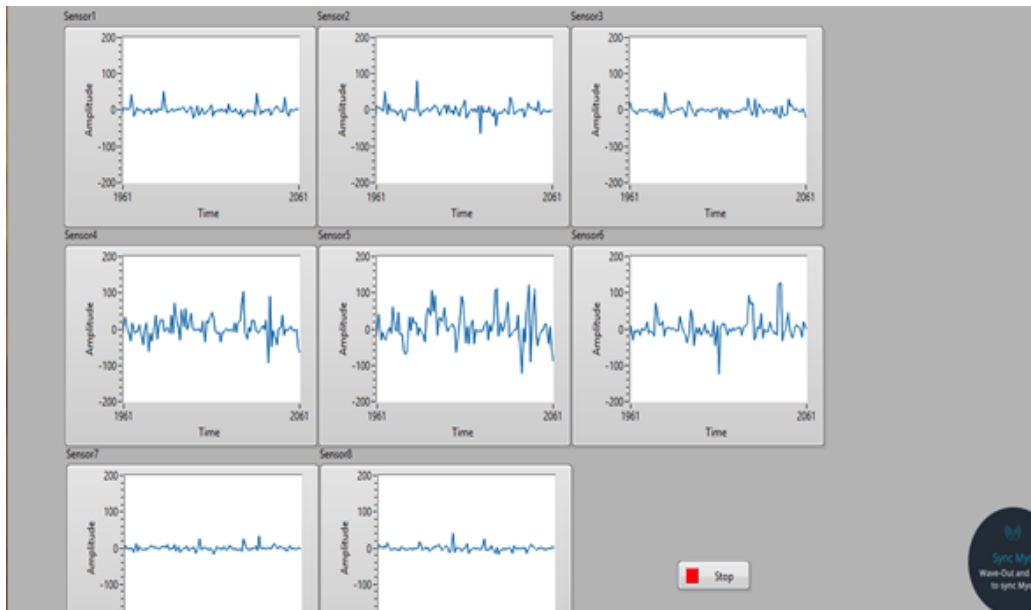 Sensor1
Sensor2
Sensor3
200
100
0
-100
-200
Amplitude
1961
2061
Time
200
100
0
-100
-200
Amplitude
1961
2061
Time
200
100
0
-100
-200
Amplitude
1961
2061
Time
Sensor4
Sensor5
Sensor6
200
100
0
-100
-200
Amplitude
1961
2061
Time
200
100
0
-100
-200
Amplitude
1961
2061
Time
200
100
0
-100
-200
Amplitude
1961
2061
Time
Sensor7
Sensor8
200
100
0
-100
Amplitude
200
100
0
-100
Amplitude
Stop
Sync Myo
Wave-Out and
to sync Myo